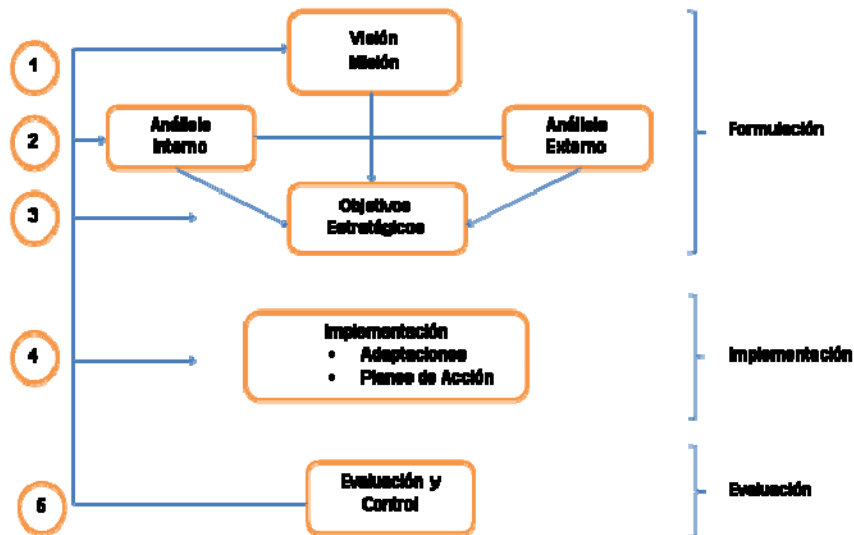 Visión
Misión
1
Análisis
Interno
Análisis
Externo
2
Formulación
Objetivos
Estratégicos
3
Implementación
• Adaptaciones
• Planes de Acción
4
Implementación
Evaluación y
Control
5
Evaluación